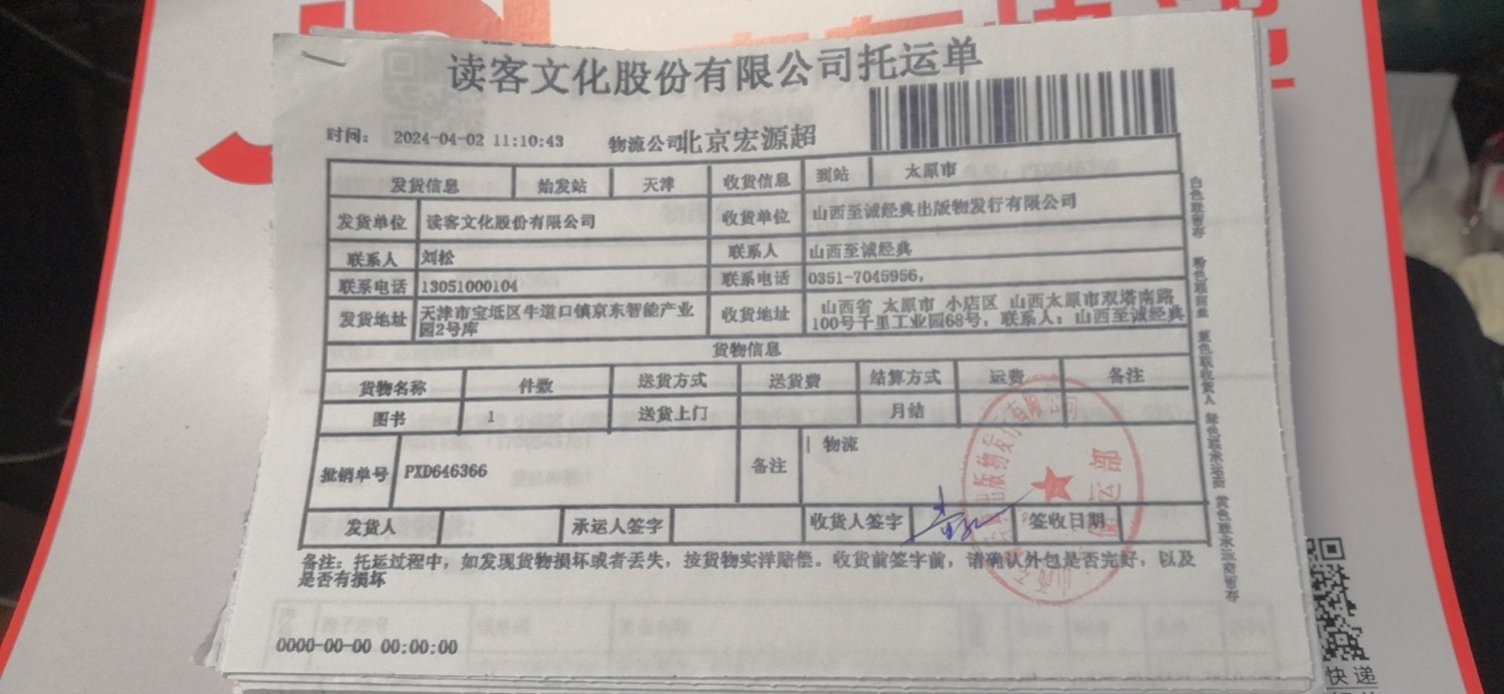 读客文化股份有限公司托运单
时间： 2024-04-02 11:10:43 物流公司北京宏源超
发货信息 始发站 天津 收货信息 到站 太原市
发货单位 读客文化股份有限公司 收货单位 山西至诚经典出版物发行有限公司
联系人 刘松 联系人 山西至诚经典
联系电话 13051000104 联系电话 0351-7045956,
发货地址 天津市宝坻区牛道口镇京东智能产业 收货地址 山西省 太原市 小店区 山西太原市双塔南路
园2号库 100号千里工业园68号，联系人：山西至诚经典
货物信息
货物名称 件数 送货方式 送货费 结算方式 运费 备注
图书 1 送货上门 月结
批销单号 PXD646366 备注 物流
发货人 承运人签字 收货人签字 签收日期
备注：托运过程中，如发现货物损坏或者丢失，按货物实洋赔偿。收货前签字前，请确认外包是否完好，以及
是否有损坏
0000-00-00 00:00:00
出版物发行有限公司
储运部
快递